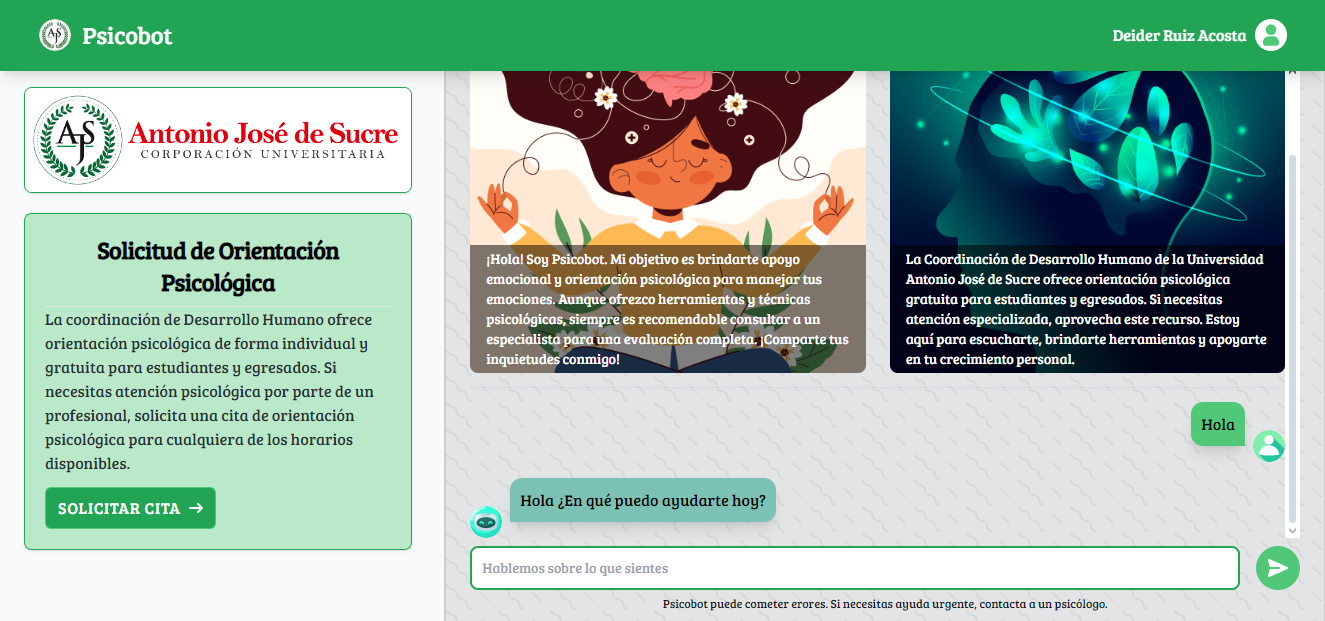 Psicobot
Deider Ruiz Acosta
AJS
Antonio José de Sucre
CORPORACIÓN UNIVERSITARIA
Solicitud de Orientación
Psicológica
La coordinación de Desarrollo Humano ofrece
orientación psicológica de forma individual y
gratuita para estudiantes y egresados. Si
necesitas atención psicológica por parte de un
profesional, solicita una cita de orientación
psicológica para cualquiera de los horarios
disponibles.
SOLICITAR CITA →
¡Hola! Soy Psicobot. Mi objetivo es brindarte apoyo
emocional y orientación psicológica para manejar tus
emociones. Aunque ofrezco herramientas y técnicas
psicológicas, siempre es recomendable consultar a un
especialista para una evaluación completa. ¡Comparte tus
inquietudes conmigo!
La Coordinación de Desarrollo Humano de la Universidad
Antonio José de Sucre ofrece orientación psicológica
gratuita para estudiantes y egresados. Si necesitas
atención especializada, aprovecha este recurso. Estoy
aquí para escucharte, brindarte herramientas y apoyarte
en tu crecimiento personal.
Hola
Hola ¿En qué puedo ayudarte hoy?
Hablemos sobre lo que sientes
Psicobot puede cometer erores. Si necesitas ayuda urgente, contacta a un psicólogo.